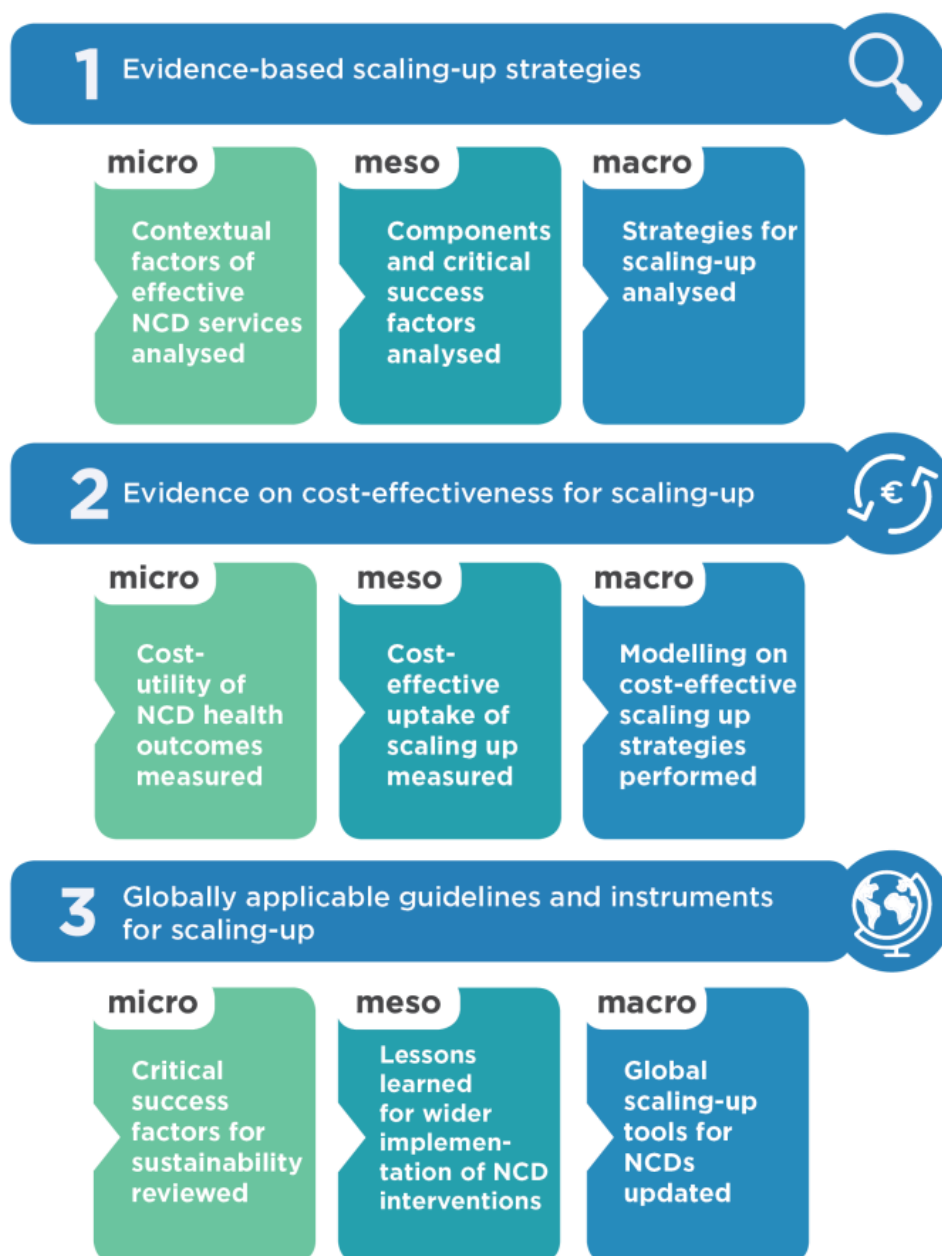 1 Evidence-based scaling-up strategies
micro
Contextual
factors of
effective
NCD services
analysed
meso
Components
and critical
success
factors
analysed
macro
Strategies for
scaling-up
analysed
2 Evidence on cost-effectiveness for scaling-up
€
micro
Cost-
utility of
NCD health
outcomes
measured
meso
Cost-
effective
uptake of
scaling up
measured
macro
Modelling on
cost-effective
scaling up
strategies
performed
3 Globally applicable guidelines and instruments
for scaling-up
micro
Critical
success
factors for
sustainability
reviewed
meso
Lessons
learned
for wider
implemen-
tation of NCD
interventions
macro
Global
scaling-up
tools for
NCDs
updated